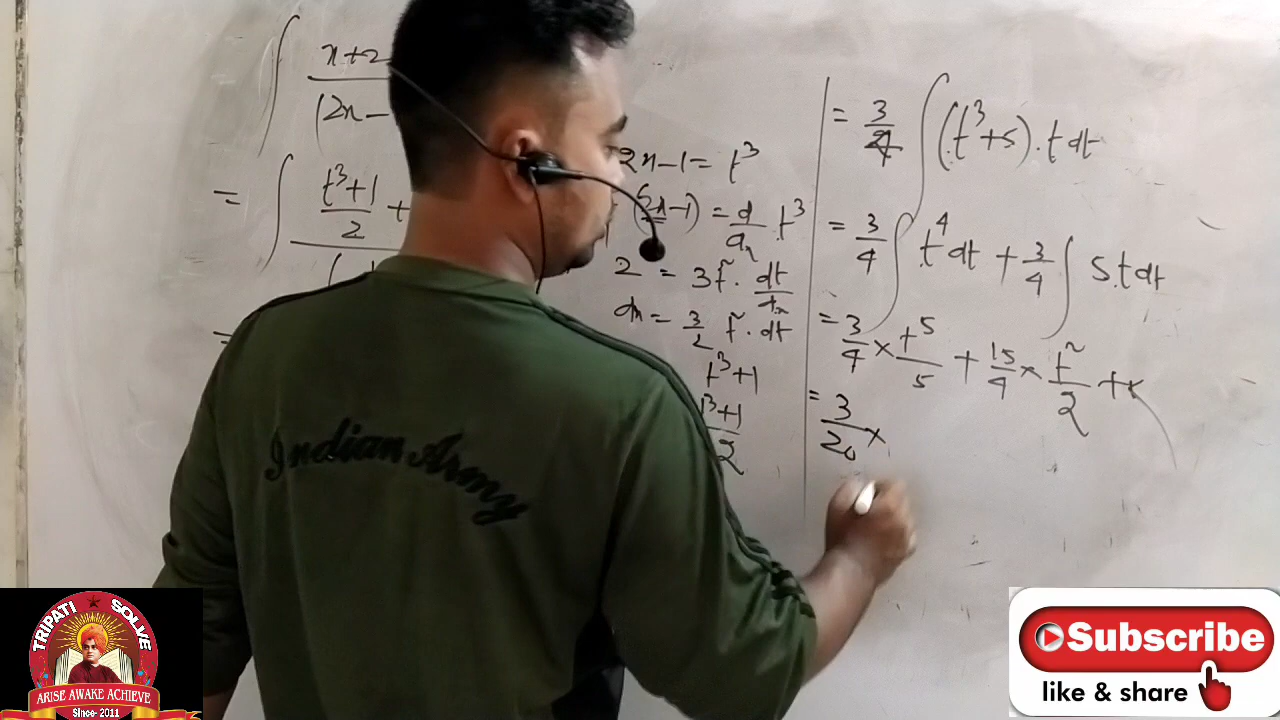 ∫ x+2
(2x-
= ∫ t³+1 / 2 +
=
2x-1 = t³
(2x-1) = d/dx t³
2 = 3t². dt/dx
dx = 3/2 t². dt
t³+1
t³+1 / 2
= 3/4 ∫ (t³+5).t dt
= 3/4 ∫ t⁴ dt + 3/4 ∫ 5t dt
= 3/4 × t⁵/5 + 15/4 × t²/2 +
= 3/20 ×
Indian Army
TRIPATI SOLVE
ARISE AWAKE ACHIEVE
Since- 2011
Subscribe
like & share